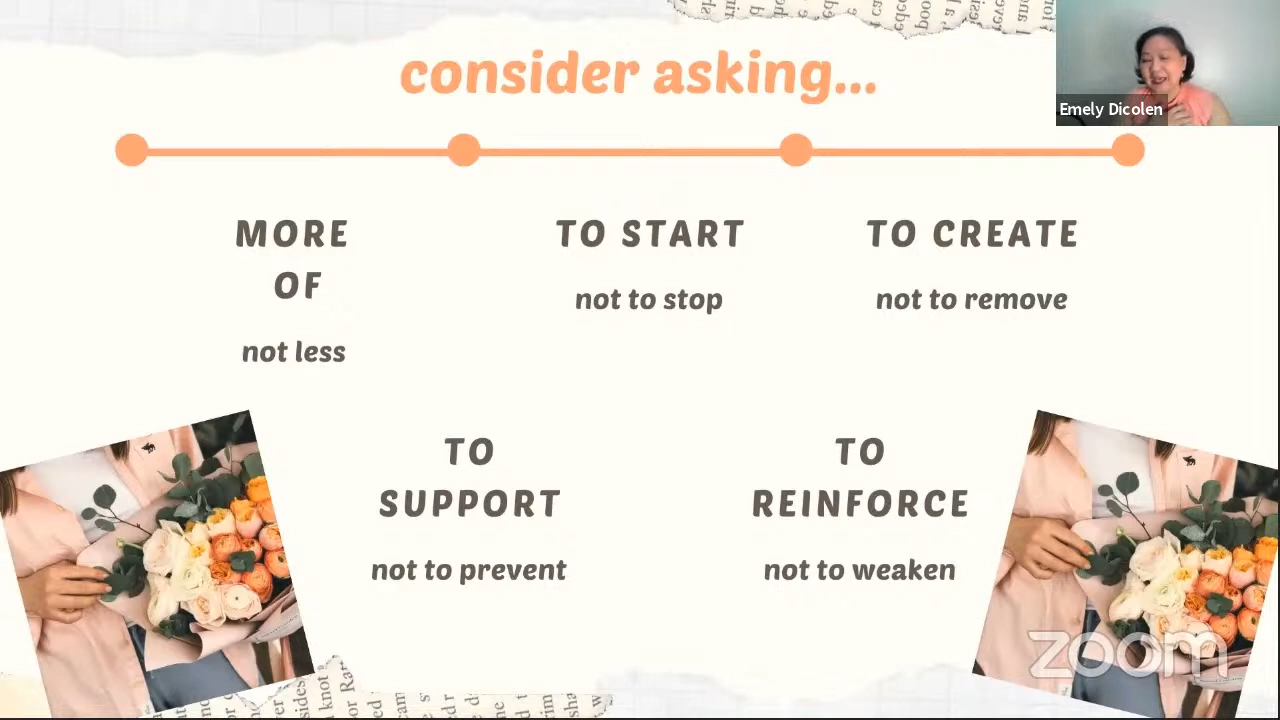 consider asking...
Emely Dicolen
MORE
OF
not less
TO START
not to stop
TO CREATE
not to remove
TO
SUPPORT
not to prevent
TO
REINFORCE
not to weaken
zoom